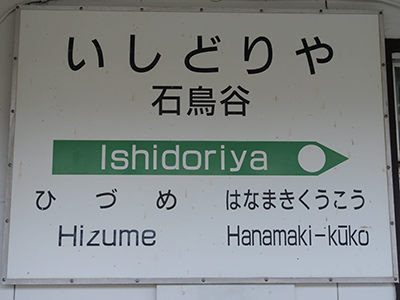 いしどりや
石鳥谷
Ishidoriya
ひづめ はなまきくうこう
Hizume Hanamaki-kūkō